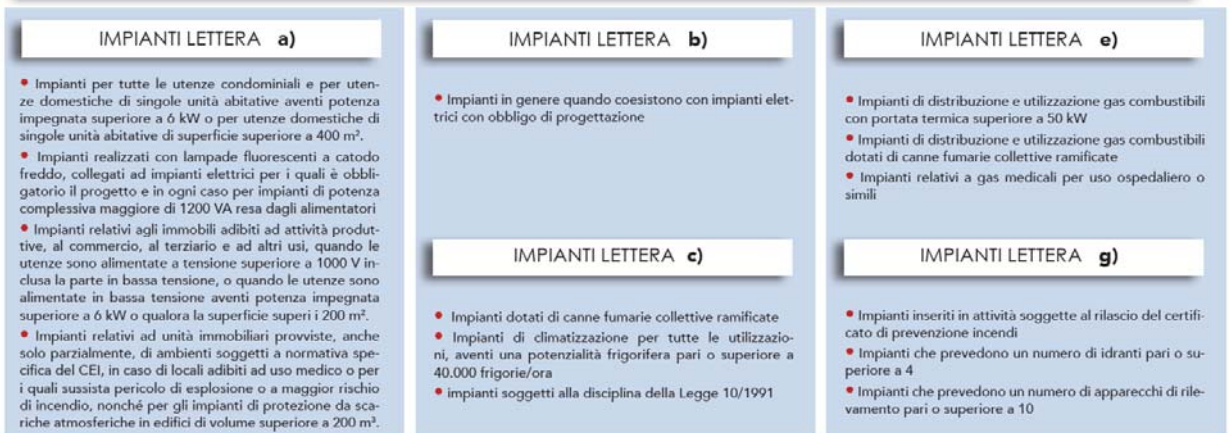 IMPIANTI LETTERA a)
• Impianti per tutte le utenze condominiali e per uten-
ze domestiche di singole unità abitative aventi potenza
impegnata superiore a 6 kW o per utenze domestiche di
singole unità abitative di superficie superiore a 400 m².
• Impianti realizzati con lampade fluorescenti a catodo
freddo, collegati ad impianti elettrici per i quali è obbli-
gatorio il progetto e in ogni caso per impianti di potenza
complessiva maggiore di 1200 VA resa dagli alimentatori
• Impianti relativi agli immobili adibiti ad attività produt-
tive, al commercio, al terziario e ad altri usi, quando le
utenze sono alimentate a tensione superiore a 1000 V in-
clusa la parte in bassa tensione, o quando le utenze sono
alimentate in bassa tensione aventi potenza impegnata
superiore a 6 kW o qualora la superficie superi i 200 m².
• Impianti relativi ad unità immobiliari provviste, anche
solo parzialmente, di ambienti soggetti a normativa spe-
cifica del CEI, in caso di locali adibiti ad uso medico o per
i quali sussista pericolo di esplosione o a maggior rischio
di incendio, nonché per gli impianti di protezione da sca-
riche atmosferiche in edifici di volume superiore a 200 m³.
IMPIANTI LETTERA b)
• Impianti in genere quando coesistono con impianti elet-
trici con obbligo di progettazione
IMPIANTI LETTERA c)
• Impianti dotati di canne fumarie collettive ramificate
• Impianti di climatizzazione per tutte le utilizzazio-
ni, aventi una potenzialità frigorifera pari o superiore a
40.000 frigorie/ora
• impianti soggetti alla disciplina della Legge 10/1991
IMPIANTI LETTERA e)
• Impianti di distribuzione e utilizzazione gas combustibili
con portata termica superiore a 50 kW
• Impianti di distribuzione e utilizzazione gas combustibili
dotati di canne fumarie collettive ramificate
• Impianti relativi a gas medicali per uso ospedaliero o
simili
IMPIANTI LETTERA g)
• Impianti inseriti in attività soggette al rilascio del certifi-
cato di prevenzione incendi
• Impianti che prevedono un numero di idranti pari o su-
periore a 4
• Impianti che prevedono un numero di apparecchi di rile-
vamento pari o superiore a 10